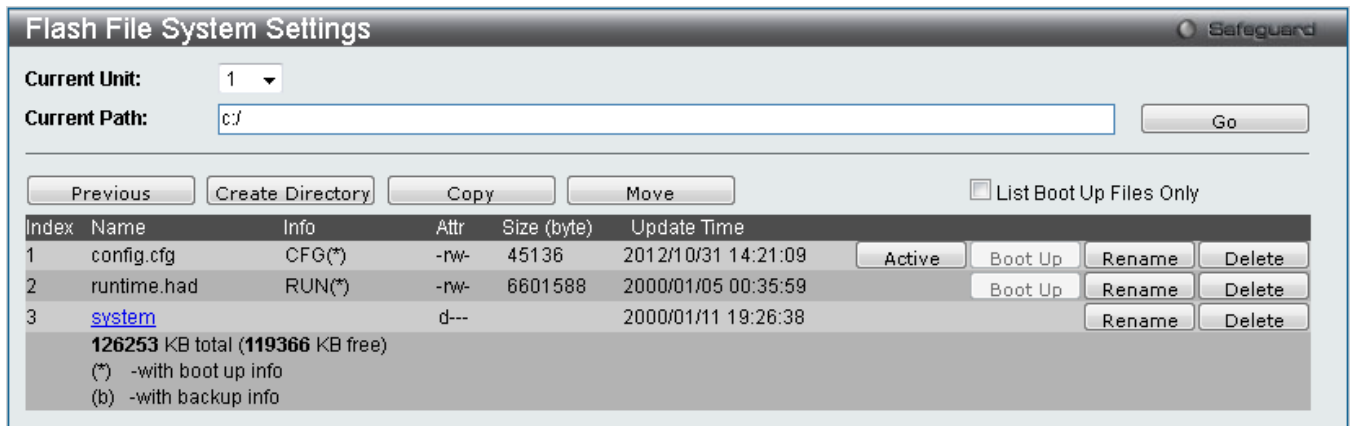 Flash File System Settings Safeguard
Current Unit: 1
Current Path: c:/ Go
Previous Create Directory Copy Move List Boot Up Files Only
Index Name Info Attr Size (byte) Update Time
1 config.cfg CFG(*) -rw- 45136 2012/10/31 14:21:09 Active Boot Up Rename Delete
2 runtime.had RUN(*) -rw- 6601588 2000/01/05 00:35:59 Boot Up Rename Delete
3 system d--- 2000/01/11 19:26:38 Rename Delete
126253 KB total (119366 KB free)
(*) -with boot up info
(b) -with backup info